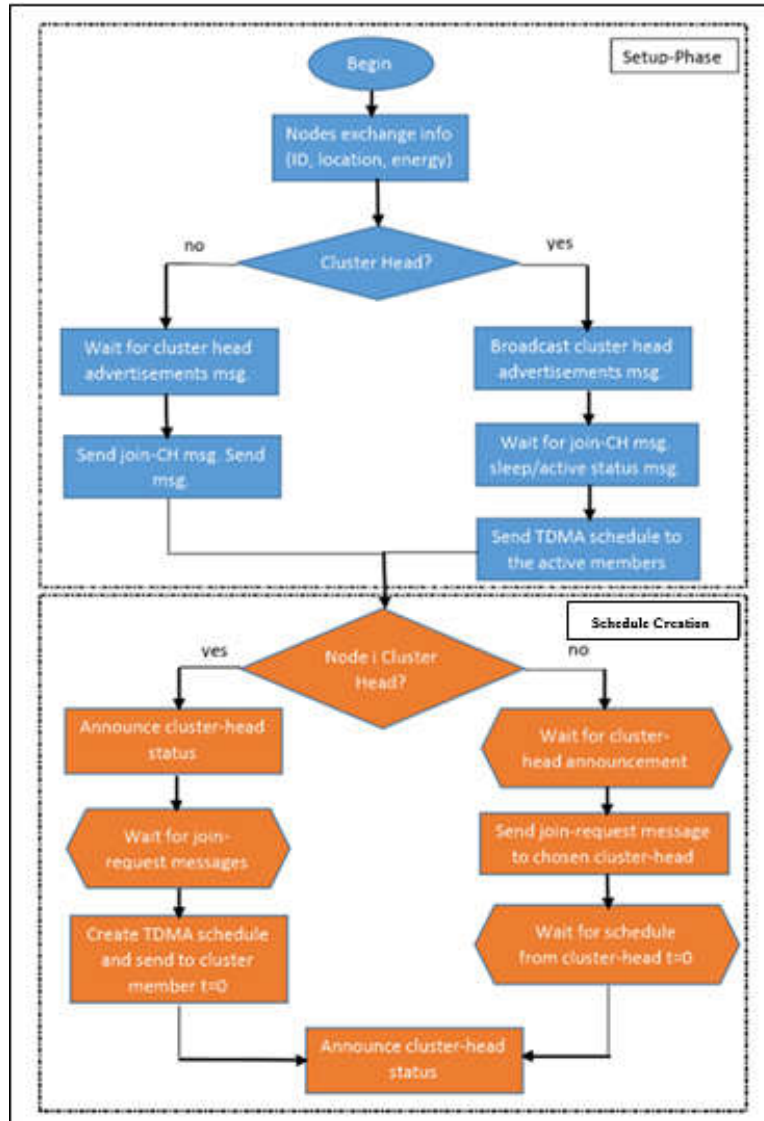 Setup-Phase
Begin
Nodes exchange info
(ID, location, energy)
no
yes
Cluster Head?
Wait for cluster head
advertisements msg.
Broadcast cluster head
advertisements msg.
Send join-CH msg. Send
msg.
Wait for join-CH msg.
sleep/active status msg.
Send TDMA schedule to
the active members
Schedule Creation
yes
no
Node i Cluster
Head?
Announce cluster-head
status
Wait for cluster-
head announcement
Wait for join-
request messages
Send join-request message
to chosen cluster-head
Create TDMA schedule
and send to cluster
member t=0
Wait for schedule
from cluster-head t=0
Announce cluster-head
status